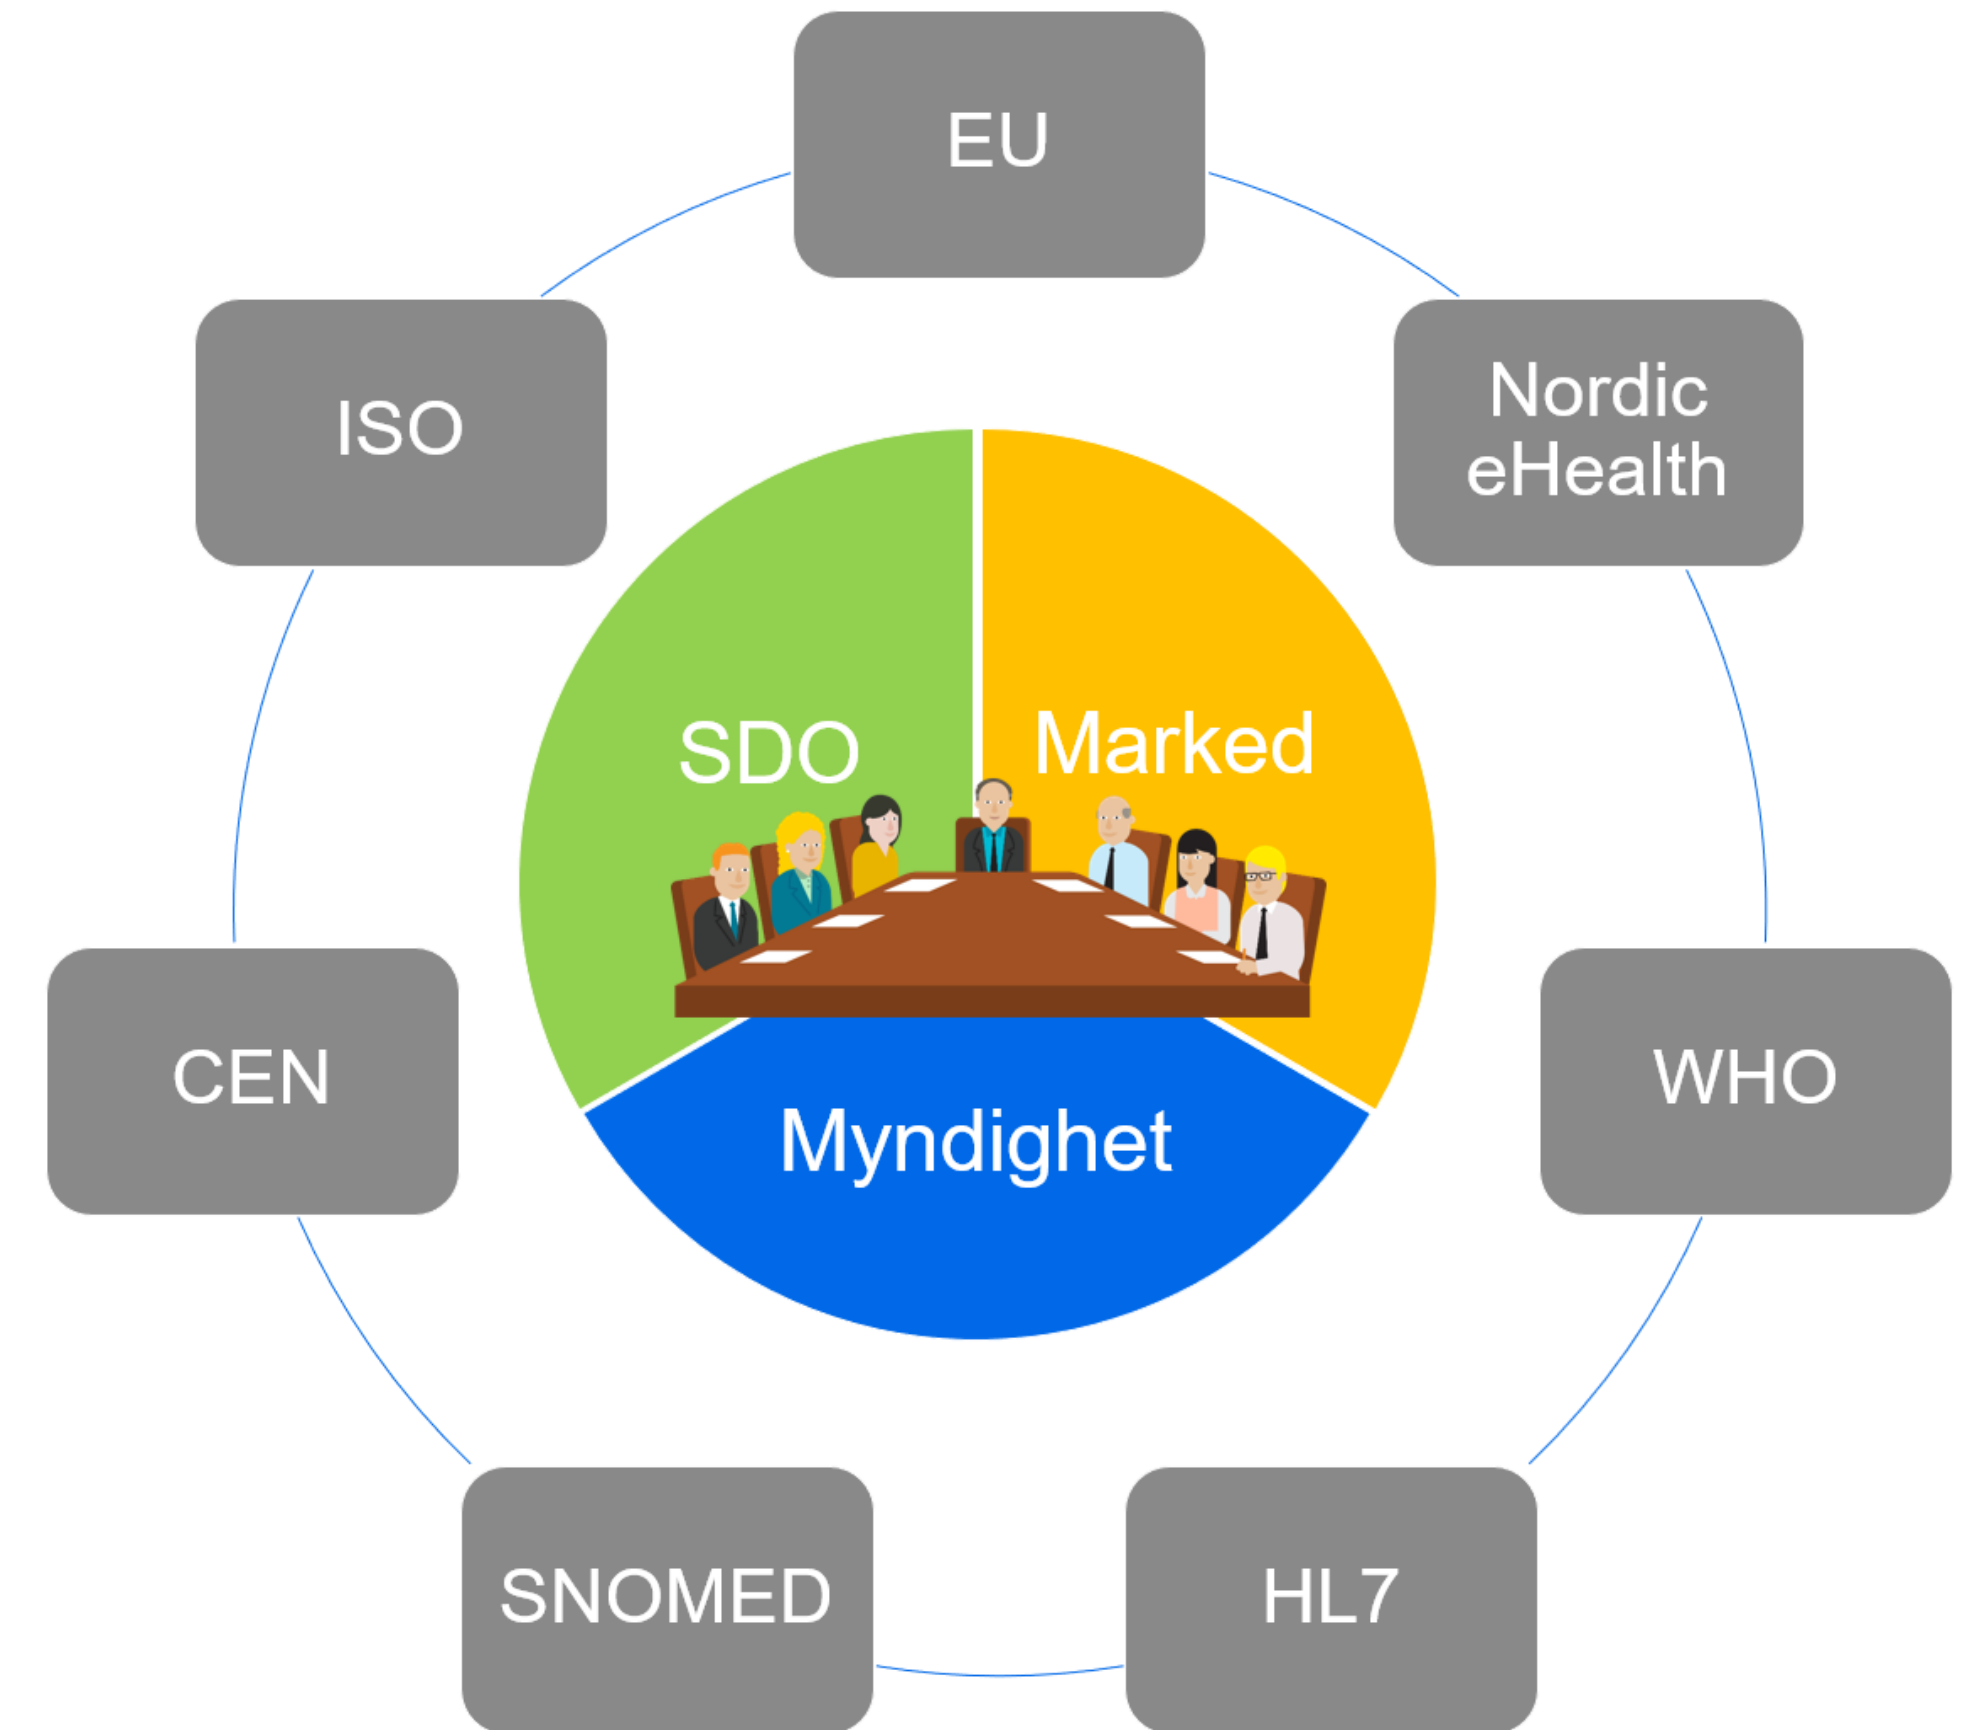 EU
Nordic
eHealth
WHO
HL7
SNOMED
CEN
ISO
SDO
Marked
Myndighet